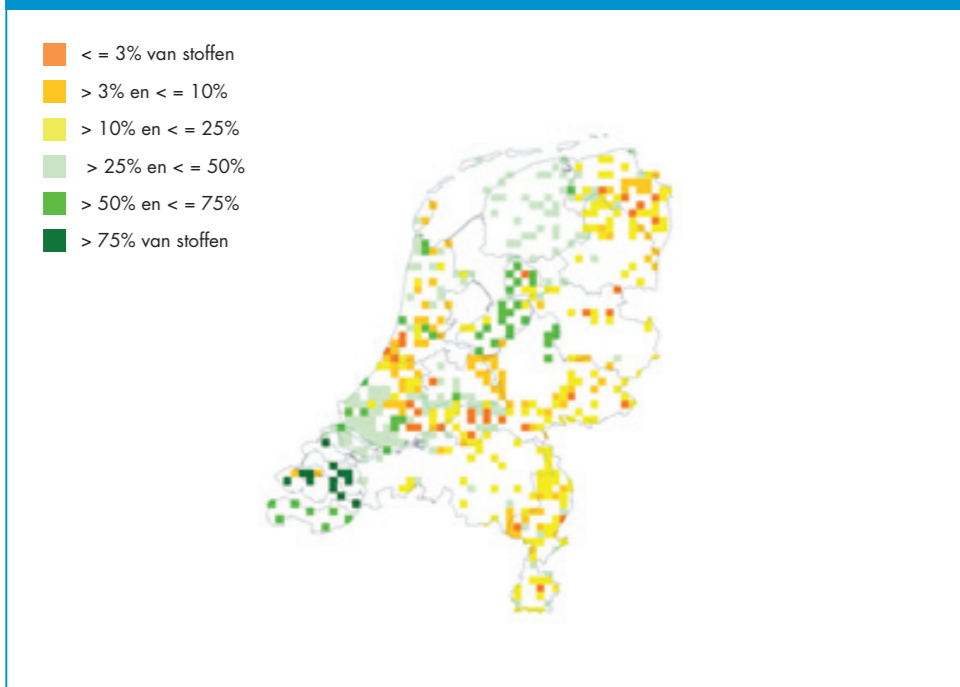 < = 3% van stoffen
> 3% en < = 10%
> 10% en < = 25%
> 25% en < = 50%
> 50% en < = 75%
> 75% van stoffen